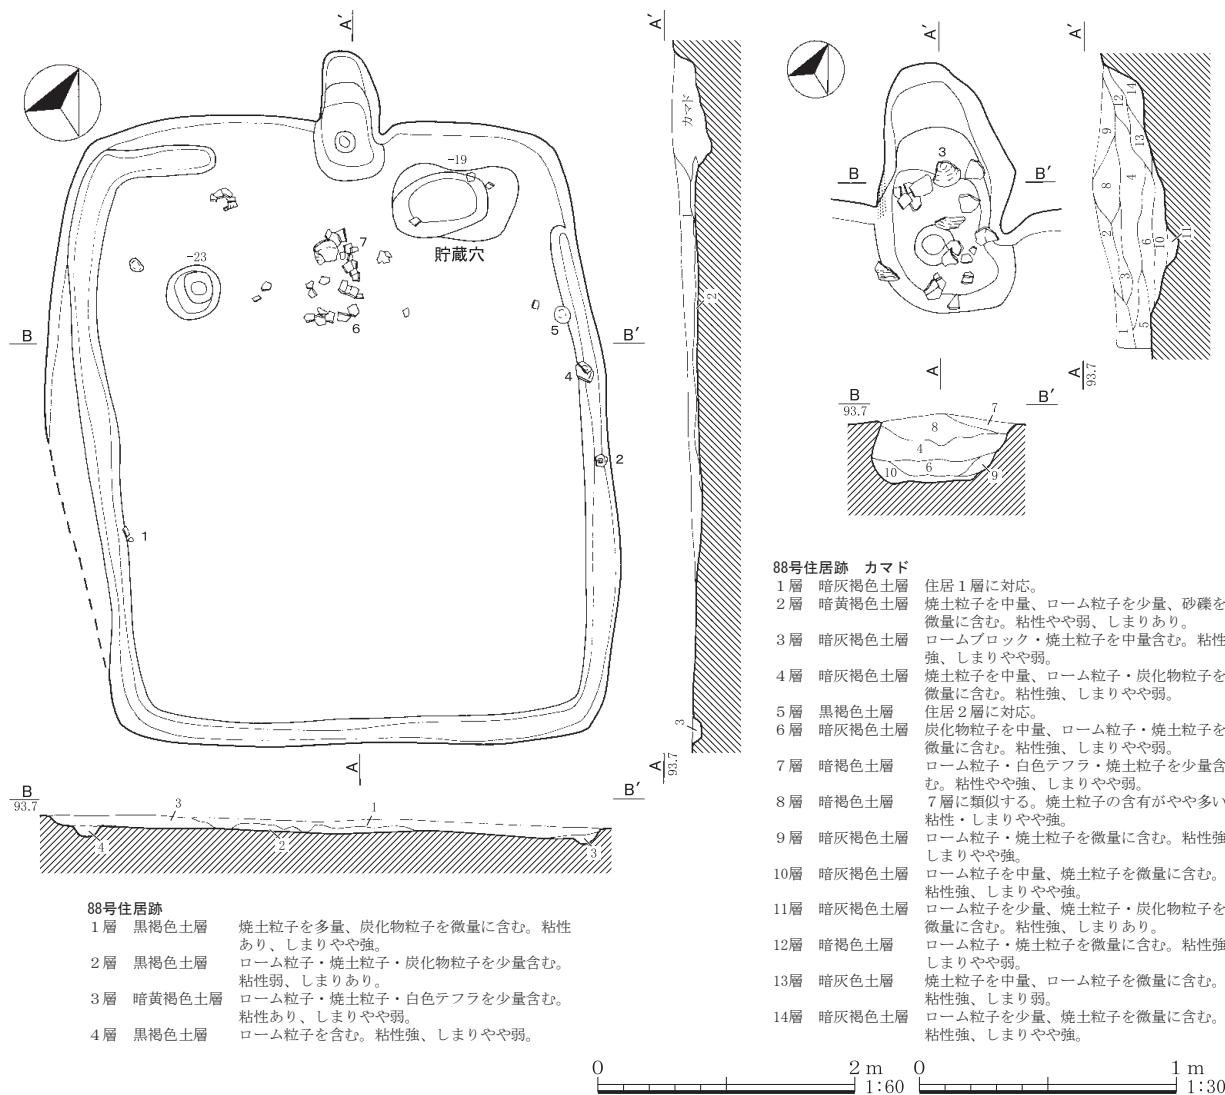 A′
-19
7
貯蔵穴
-23
6
5
B
B′
4
2
1
A
A′
カマド
1
2
3
A
93.7
B
93.7
B′
3
1
4
2
3
A′
3
B
B′
A
A′
14
12
9
13
8
4
2
6
10
11
3
1
5
A
93.7
B
93.7
B′
7
8
4
6
10
9
88号住居跡
1層 黒褐色土層 焼土粒子を多量、炭化物粒子を微量に含む。粘性
あり、しまりやや強。
2層 黒褐色土層 ローム粒子・焼土粒子・炭化物粒子を少量含む。
粘性弱、しまりあり。
3層 暗黄褐色土層 ローム粒子・焼土粒子・白色テフラを少量含む。
粘性あり、しまりやや弱。
4層 黒褐色土層 ローム粒子を含む。粘性強、しまりやや弱。
88号住居跡 カマド
1層 暗灰褐色土層 住居1層に対応。
2層 暗黄褐色土層 焼土粒子を中量、ローム粒子を少量、砂礫を
微量に含む。粘性やや弱、しまりあり。
3層 暗灰褐色土層 ロームブロック・焼土粒子を中量含む。粘性
強、しまりやや弱。
4層 暗灰褐色土層 焼土粒子を中量、ローム粒子・炭化物粒子を
微量に含む。粘性強、しまりやや弱。
5層 黒褐色土層 住居2層に対応。
6層 暗灰褐色土層 炭化物粒子を中量、ローム粒子・焼土粒子を
微量に含む。粘性強、しまりやや弱。
7層 暗褐色土層 ローム粒子・白色テフラ・焼土粒子を少量含
む。粘性やや強、しまりやや弱。
8層 暗褐色土層 7層に類似する。焼土粒子の含有がやや多い
粘性・しまりやや強。
9層 暗灰褐色土層 ローム粒子・焼土粒子を微量に含む。粘性強
しまりやや強。
10層 暗灰褐色土層 ローム粒子を中量、焼土粒子を微量に含む。
粘性強、しまりやや強。
11層 暗灰褐色土層 ローム粒子を少量、焼土粒子・炭化物粒子を
微量に含む。粘性強、しまりあり。
12層 暗褐色土層 ローム粒子・焼土粒子を微量に含む。粘性強
しまりやや弱。
13層 暗灰色土層 焼土粒子を中量、ローム粒子を微量に含む。
粘性強、しまり弱。
14層 暗灰褐色土層 ローム粒子を少量、焼土粒子を微量に含む。
粘性強、しまりやや強。
0 2 m 1:60
0 1 m 1:30